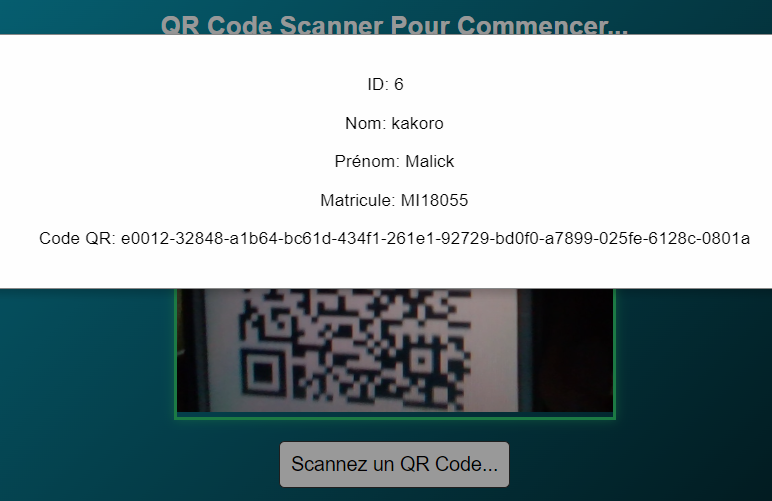 QR Code Scanner Pour Commencer...
ID: 6
Nom: kakoro
Prénom: Malick
Matricule: MI18055
Code QR: e0012-32848-a1b64-bc61d-434f1-261e1-92729-bd0f0-a7899-025fe-6128c-0801a
Scannez un QR Code...